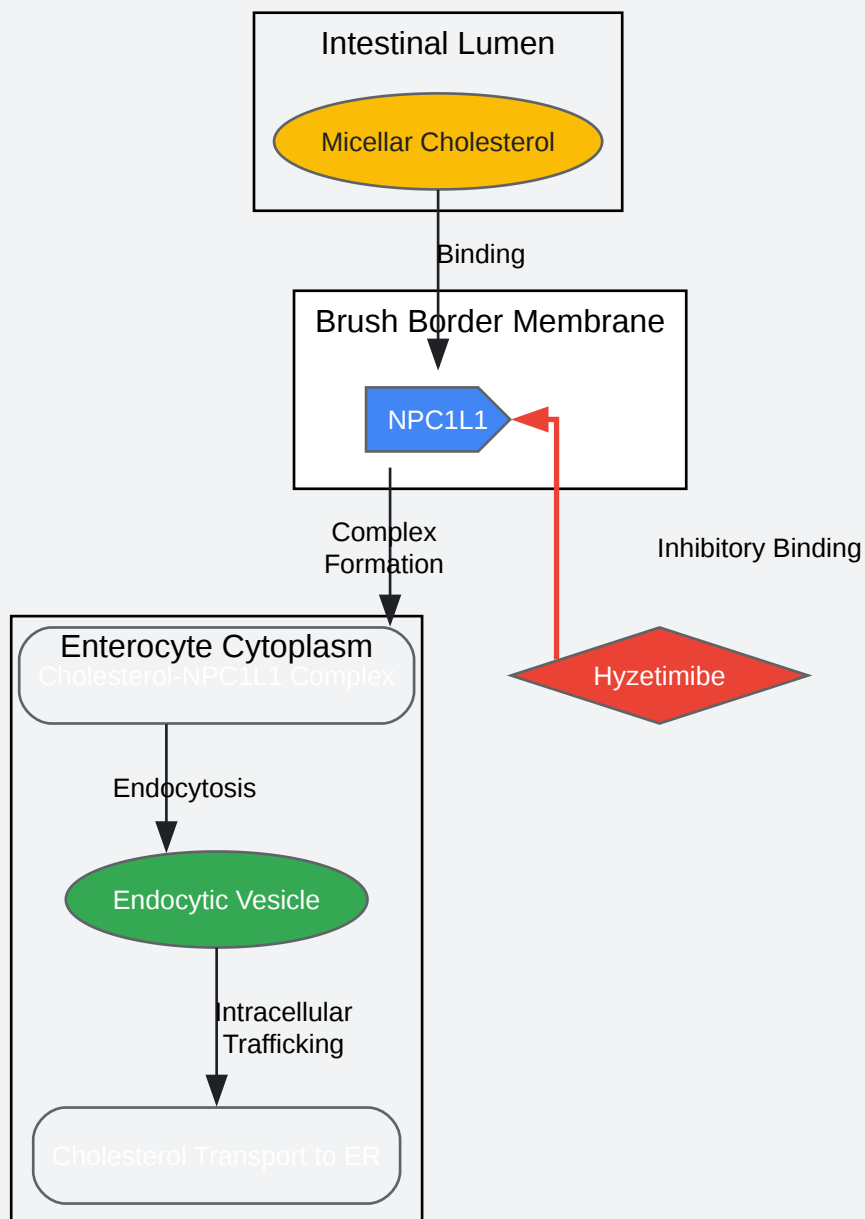 Intestinal Lumen
Micellar Cholesterol
Binding
Brush Border Membrane
NPC1L1
Complex
Formation
Inhibitory Binding
Enterocyte Cytoplasm
Cholesterol-NPC1L1 Complex
Hyzetimibe
Endocytosis
Endocytic Vesicle
Intracellular
Trafficking
Cholesterol Transport to ER